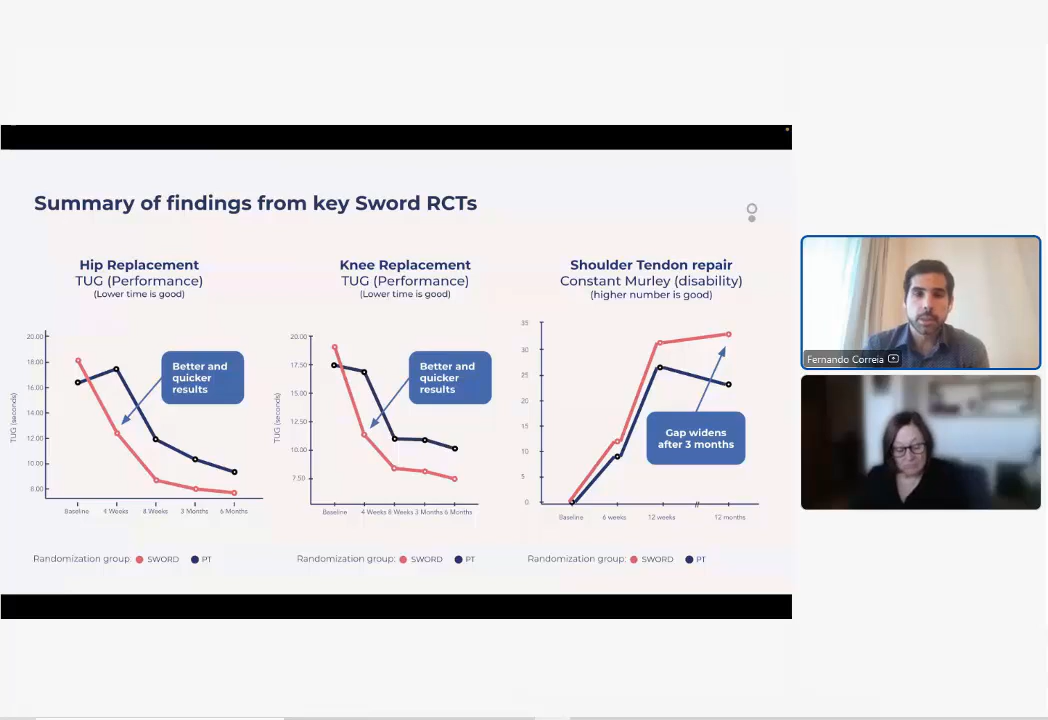 Summary of findings from key Sword RCTs
Hip Replacement
TUG (Performance)
(Lower time is good)
20.00
18.00
16.00
14.00
12.00
10.00
8.00
TUG (seconds)
Better and
quicker
results
Baseline 4 Weeks 8 Weeks 3 Months 6 Months
Randomization group: SWORD PT
Knee Replacement
TUG (Performance)
(Lower time is good)
20.00
17.50
15.00
12.50
10.00
7.50
TUG (seconds)
Better and
quicker
results
Baseline 4 Weeks 8 Weeks 3 Months 6 Months
Randomization group: SWORD PT
Shoulder Tendon repair
Constant Murley (disability)
(higher number is good)
35
30
25
20
15
10
5
0
Gap widens
after 3 months
Baseline 6 weeks 12 weeks 12 months
Randomization group: SWORD PT
Fernando Correia